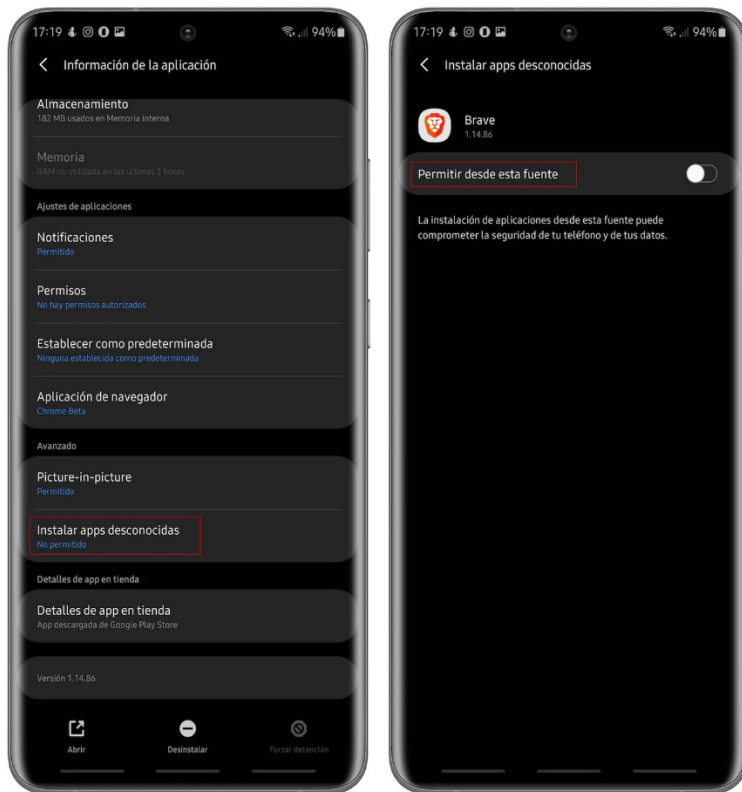 17:19 94%
Información de la aplicación
Almacenamiento
182 MB usados en Memoria interna
Memoria
RAM no utilizada en las últimas 3 horas
Ajustes de aplicaciones
Notificaciones
Permitido
Permisos
No hay permisos autorizados
Establecer como predeterminada
Ninguna establecida como predeterminada
Aplicación de navegador
Chrome Beta
Avanzado
Picture-in-picture
Permitido
Instalar apps desconocidas
No permitido
Detalles de app en tienda
Detalles de app en tienda
App descargada de Google Play Store
Versión 1.14.86
Abrir Desinstalar Forzar detención
17:19 94%
Instalar apps desconocidas
Brave
1.14.86
Permitir desde esta fuente
La instalación de aplicaciones desde esta fuente puede
comprometer la seguridad de tu teléfono y de tus datos.